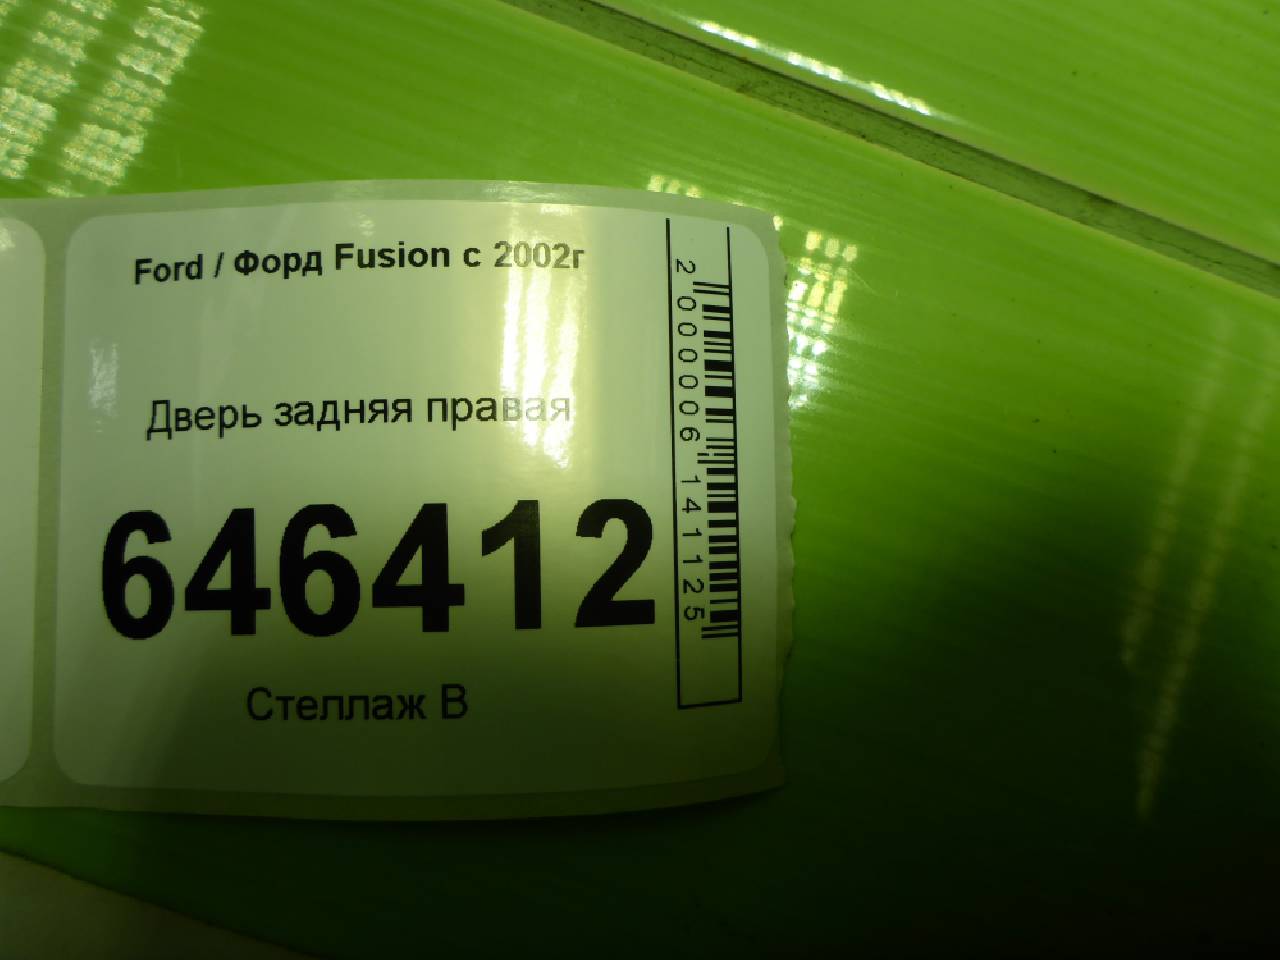 Ford / Форд Fusion с 2002г
Дверь задняя правая
646412
Стеллаж В
2000006141125